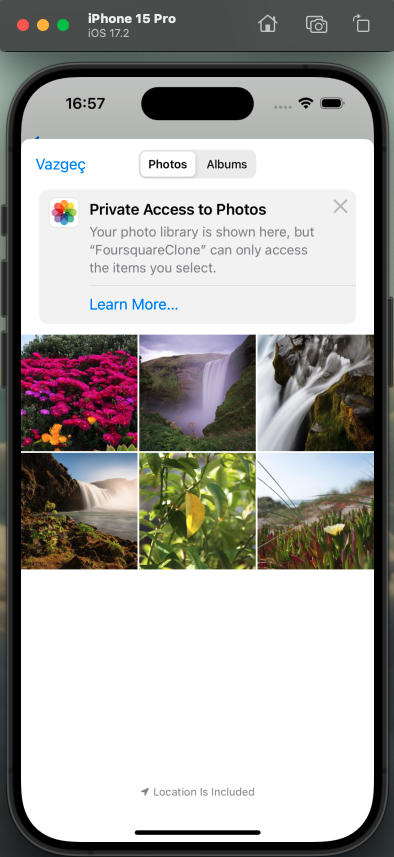 iPhone 15 Pro
iOS 17.2
16:57
Vazgeç
Photos
Albums
Private Access to Photos
Your photo library is shown here, but
“FoursquareClone” can only access
the items you select.
Learn More...
Location Is Included